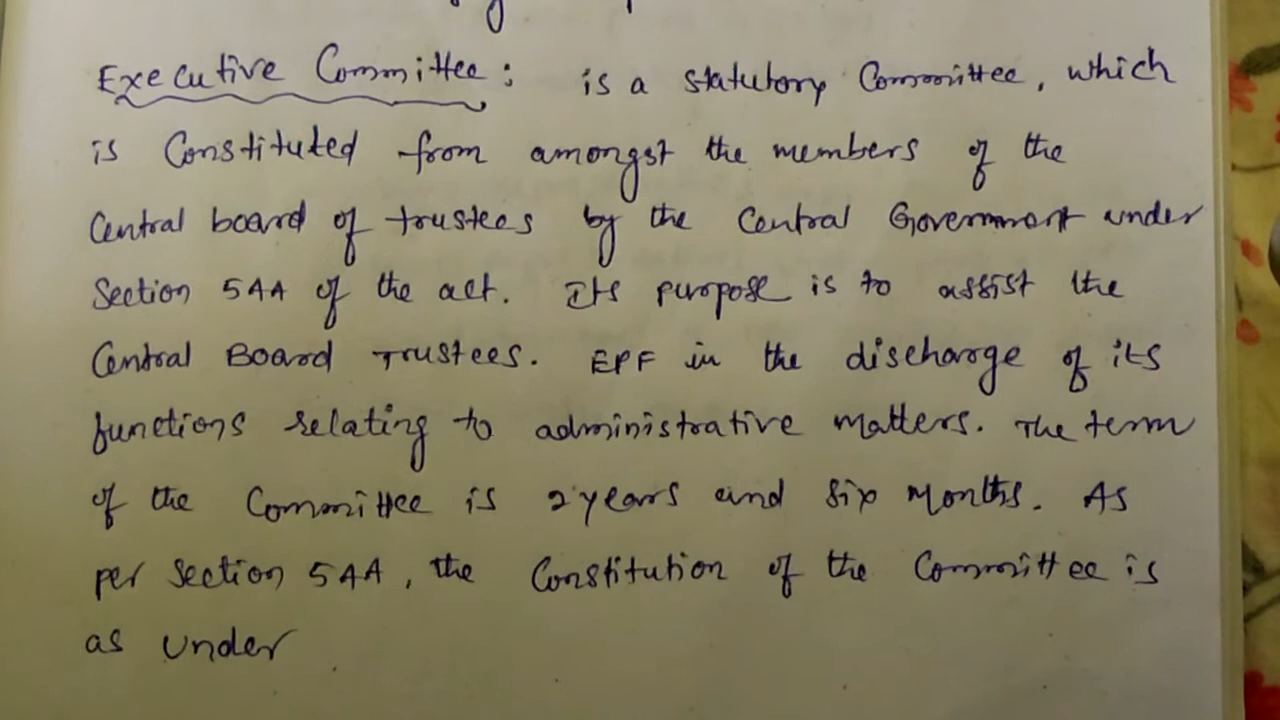 Executive Committee : is a statutory Committee, which
is Constituted from amongst the members of the
Central board of trustees by the Central Government under
Section 5AA of the act. Its purpose is to assist the
Central Board Trustees. EPF in the discharge of its
functions relating to administrative matters. The term
of the Committee is 2 years and six months. As
per section 5AA, the Constitution of the Committee is
as under